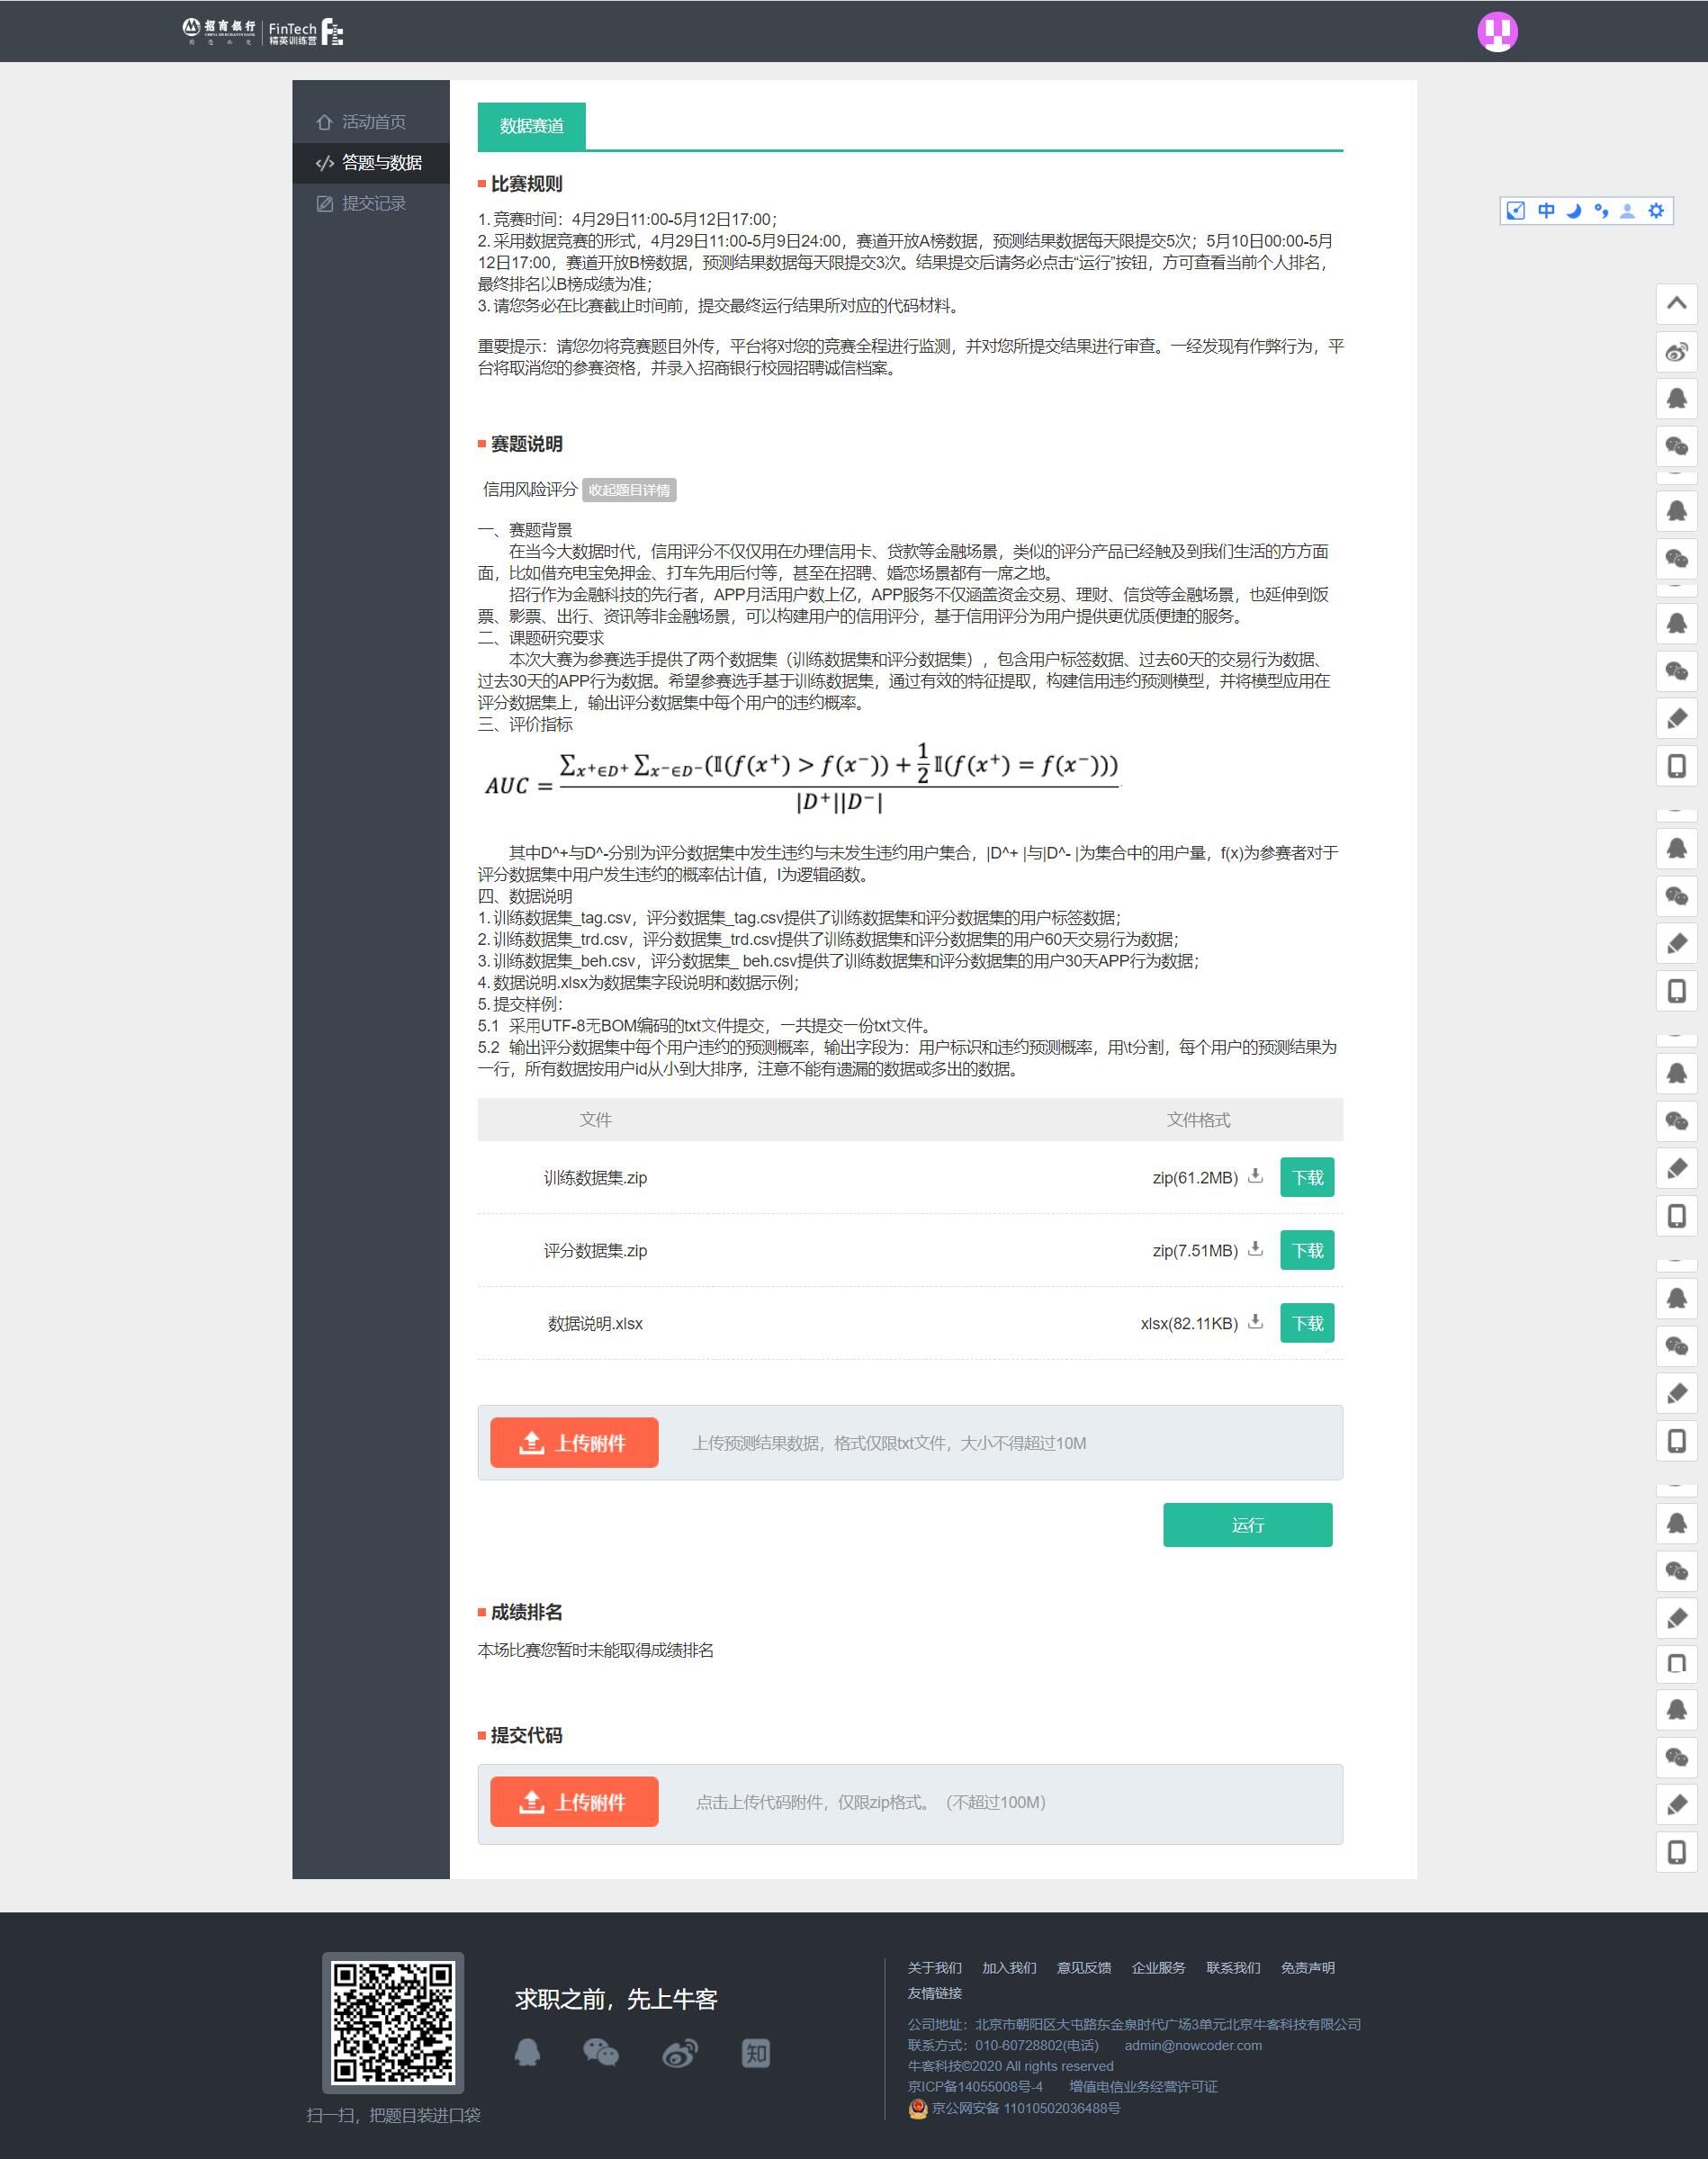 招商银行 FinTech
CHINA MERCHANTS BANK 精英训练营
活动首页
答题与数据
提交记录
数据赛道
比赛规则
1. 竞赛时间：4月29日11:00-5月12日17:00；
2. 采用数据竞赛的形式，4月29日11:00-5月9日24:00，赛道开放A榜数据，预测结果数据每天限提交5次；5月10日00:00-5月
12日17:00，赛道开放B榜数据，预测结果数据每天限提交3次。结果提交后请务必点击“运行”按钮，方可查看当前个人排名，
最终排名以B榜成绩为准；
3. 请您务必在比赛截止时间前，提交最终运行结果所对应的代码材料。
重要提示：请您勿将竞赛题目外传，平台将对您的竞赛全程进行监测，并对您所提交结果进行审查。一经发现有作弊行为，平
台将取消您的参赛资格，并录入招商银行校园招聘诚信档案。
中
赛题说明
信用风险评分 收起题目详情
一、赛题背景
在当今大数据时代，信用评分不仅仅用在办理信用卡、贷款等金融场景，类似的评分产品已经触及到我们生活的方方面
面，比如借充电宝免押金、打车先用后付等，甚至在招聘、婚恋场景都有一席之地。
招行作为金融科技的先行者，APP月活用户数上亿，APP服务不仅涵盖资金交易、理财、信贷等金融场景，也延伸到饭
票、影票、出行、资讯等非金融场景，可以构建用户的信用评分，基于信用评分为用户提供更优质便捷的服务。
二、课题研究要求
本次大赛为参赛选手提供了两个数据集（训练数据集和评分数据集），包含用户标签数据、过去60天的交易行为数据、
过去30天的APP行为数据。希望参赛选手基于训练数据集，通过有效的特征提取，构建信用违约预测模型，并将模型应用在
评分数据集上，输出评分数据集中每个用户的违约概率。
三、评价指标
AUC = ∑x⁺∈D⁺ ∑x⁻∈D⁻(𝕀(f(x⁺) > f(x⁻)) + 1/2 𝕀(f(x⁺) = f(x⁻)))
|D⁺||D⁻|
其中D^+与D^-分别为评分数据集中发生违约与未发生违约用户集合，|D^+ |与|D^- |为集合中的用户量，f(x)为参赛者对于
评分数据集中用户发生违约的概率估计值，I为逻辑函数。
四、数据说明
1. 训练数据集_tag.csv，评分数据集_tag.csv提供了训练数据集和评分数据集的用户标签数据；
2. 训练数据集_trd.csv，评分数据集_trd.csv提供了训练数据集和评分数据集的用户60天交易行为数据；
3. 训练数据集_beh.csv，评分数据集_ beh.csv提供了训练数据集和评分数据集的用户30天APP行为数据；
4. 数据说明.xlsx为数据集字段说明和数据示例；
5. 提交样例：
5.1 采用UTF-8无BOM编码的txt文件提交，一共提交一份txt文件。
5.2 输出评分数据集中每个用户违约的预测概率，输出字段为：用户标识和违约预测概率，用\t分割，每个用户的预测结果为
一行，所有数据按用户id从小到大排序，注意不能有遗漏的数据或多出的数据。
文件 文件格式
训练数据集.zip zip(61.2MB) 下载
评分数据集.zip zip(7.51MB) 下载
数据说明.xlsx xlsx(82.11KB) 下载
上传附件 上传预测结果数据，格式仅限txt文件，大小不得超过10M
运行
成绩排名
本场比赛您暂时未能取得成绩排名
提交代码
上传附件 点击上传代码附件，仅限zip格式。（不超过100M）
求职之前，先上牛客
知
扫一扫，把题目装进口袋
关于我们 加入我们 意见反馈 企业服务 联系我们 免责声明
友情链接
公司地址：北京市朝阳区大屯路东金泉时代广场3单元北京牛客科技有限公司
联系方式：010-60728802(电话) admin@nowcoder.com
牛客科技©2020 All rights reserved
京ICP备14055008号-4 增值电信业务经营许可证
京公网安备 11010502036488号